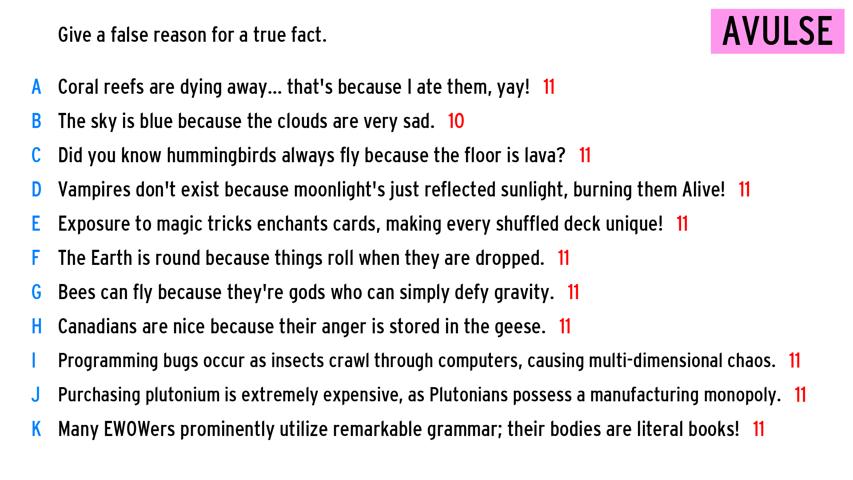 Give a false reason for a true fact.
AVULSE
A Coral reefs are dying away... that's because I ate them, yay! 11
B The sky is blue because the clouds are very sad. 10
C Did you know hummingbirds always fly because the floor is lava? 11
D Vampires don't exist because moonlight's just reflected sunlight, burning them Alive! 11
E Exposure to magic tricks enchants cards, making every shuffled deck unique! 11
F The Earth is round because things roll when they are dropped. 11
G Bees can fly because they're gods who can simply defy gravity. 11
H Canadians are nice because their anger is stored in the geese. 11
I Programming bugs occur as insects crawl through computers, causing multi-dimensional chaos. 11
J Purchasing plutonium is extremely expensive, as Plutonians possess a manufacturing monopoly. 11
K Many EWOWers prominently utilize remarkable grammar; their bodies are literal books! 11